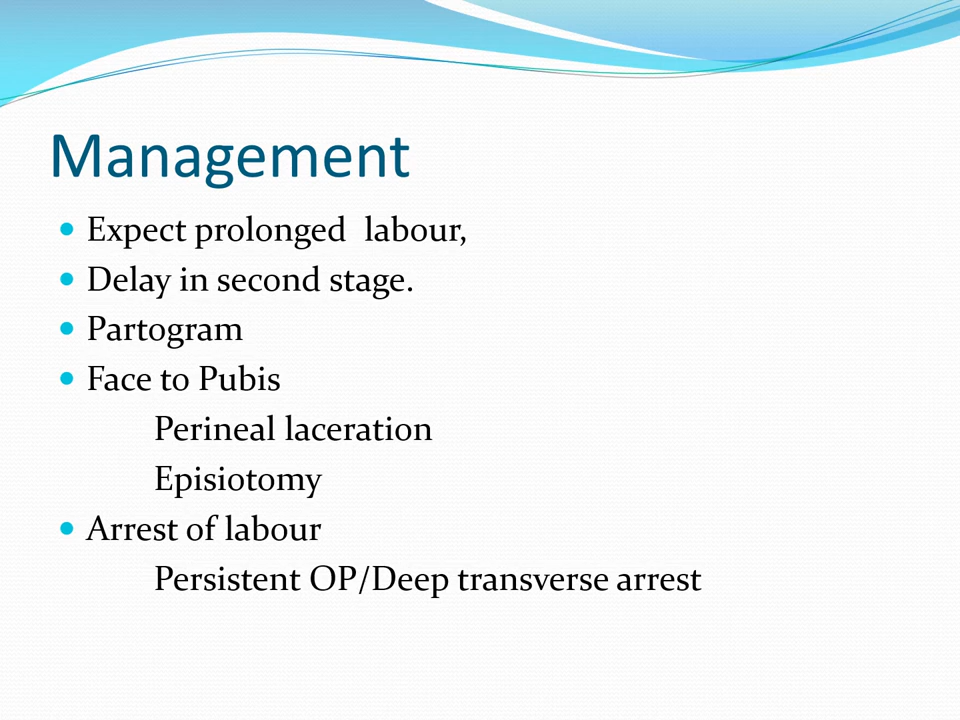 Management
Expect prolonged  labour,
Delay in second stage.
Partogram
Face to Pubis
Perineal laceration
Episiotomy
Arrest of labour
Persistent OP/Deep transverse arrest